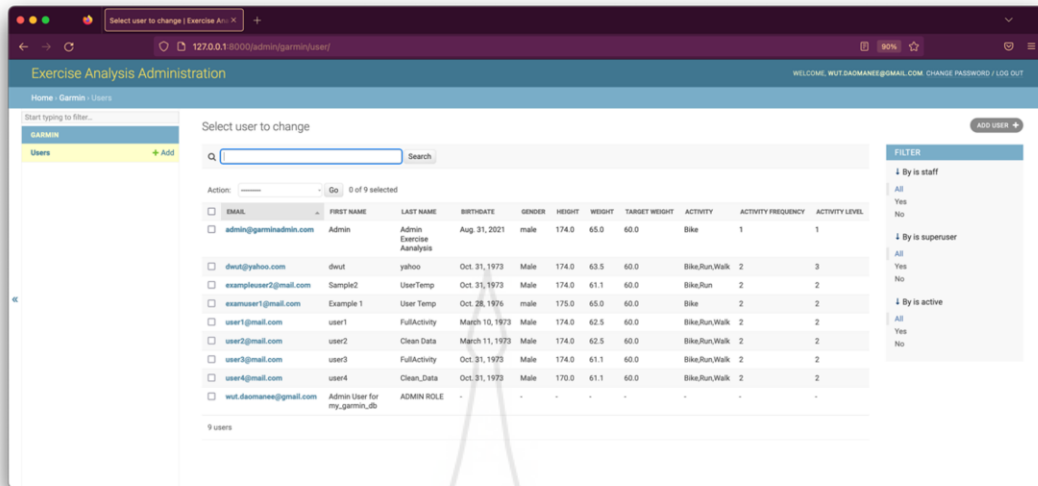 Select user to change | Exercise Ana
127.0.0.1:8000/admin/garmin/user/
90%
Exercise Analysis Administration
WELCOME, WUT.DAOMANEE@GMAIL.COM. CHANGE PASSWORD / LOG OUT
Home › Garmin › Users
Start typing to filter...
GARMIN
Users + Add
«
Select user to change
ADD USER +
Search
Action: --------- Go 0 of 9 selected
EMAIL FIRST NAME LAST NAME BIRTHDATE GENDER HEIGHT WEIGHT TARGET WEIGHT ACTIVITY ACTIVITY FREQUENCY ACTIVITY LEVEL
admin@garminadmin.com Admin Admin Aug. 31, 2021 male 174.0 65.0 60.0 Bike 1 1
Exercise
Aanalysis
dwut@yahoo.com dwut yahoo Oct. 31, 1973 Male 174.0 63.5 60.0 Bike,Run,Walk 2 3
exampleuser2@mail.com Sample2 UserTemp Oct. 31, 1973 Male 174.0 61.1 60.0 Bike,Run 2 2
examuser1@mail.com Example 1 User Temp Oct. 28, 1976 male 175.0 65.0 60.0 Bike 2 2
user1@mail.com user1 FullActivity March 10, 1973 Male 174.0 62.5 60.0 Bike,Run,Walk 2 2
user2@mail.com user2 Clean Data March 11, 1973 Male 174.0 62.5 60.0 Bike,Run,Walk 2 2
user3@mail.com user3 FullActivity Oct. 31, 1973 Male 174.0 61.1 60.0 Bike,Run,Walk 2 2
user4@mail.com user4 Clean_Data Oct. 31, 1973 Male 170.0 61.1 60.0 Bike,Run,Walk 2 2
wut.daomanee@gmail.com Admin User for ADMIN ROLE - - - - - - - -
my_garmin_db
9 users
FILTER
↓ By is staff
All
Yes
No
↓ By is superuser
All
Yes
No
↓ By is active
All
Yes
No